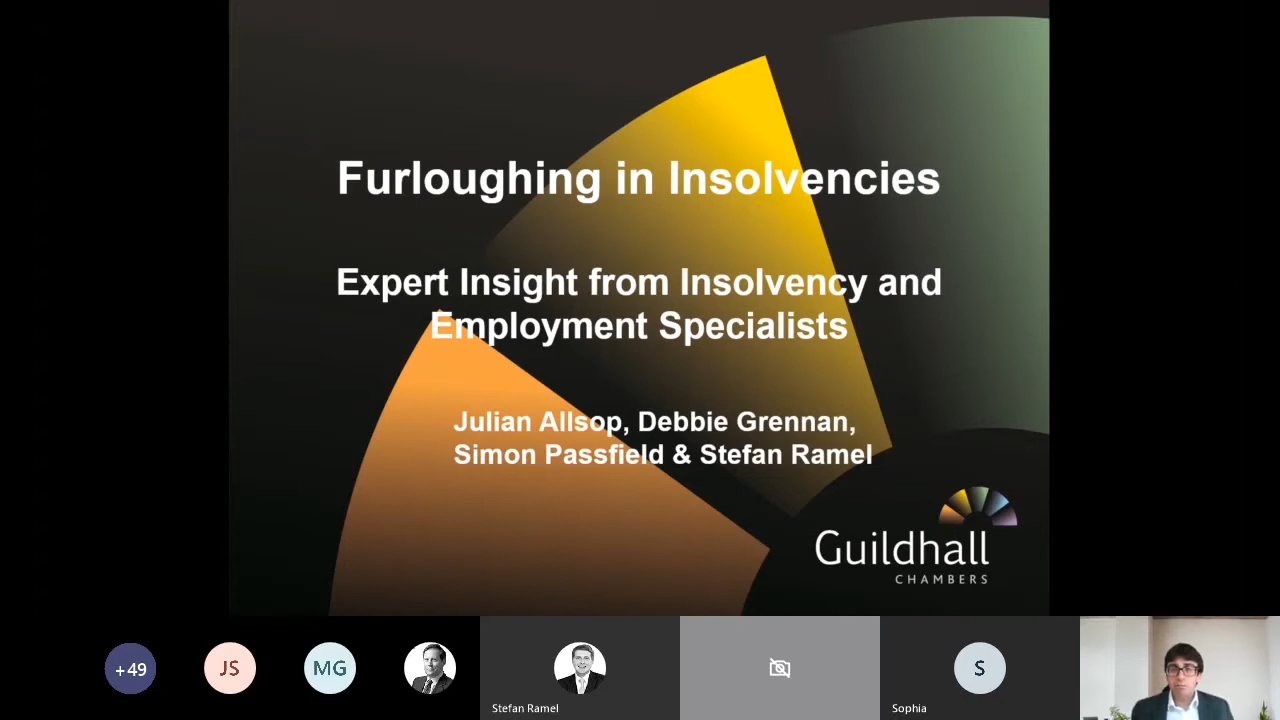 Furloughing in Insolvencies
Expert Insight from Insolvency and
Employment Specialists
Julian Allsop, Debbie Grennan,
Simon Passfield & Stefan Ramel
Guildhall
CHAMBERS
+49
JS
MG
S
Stefan Ramel
Sophia